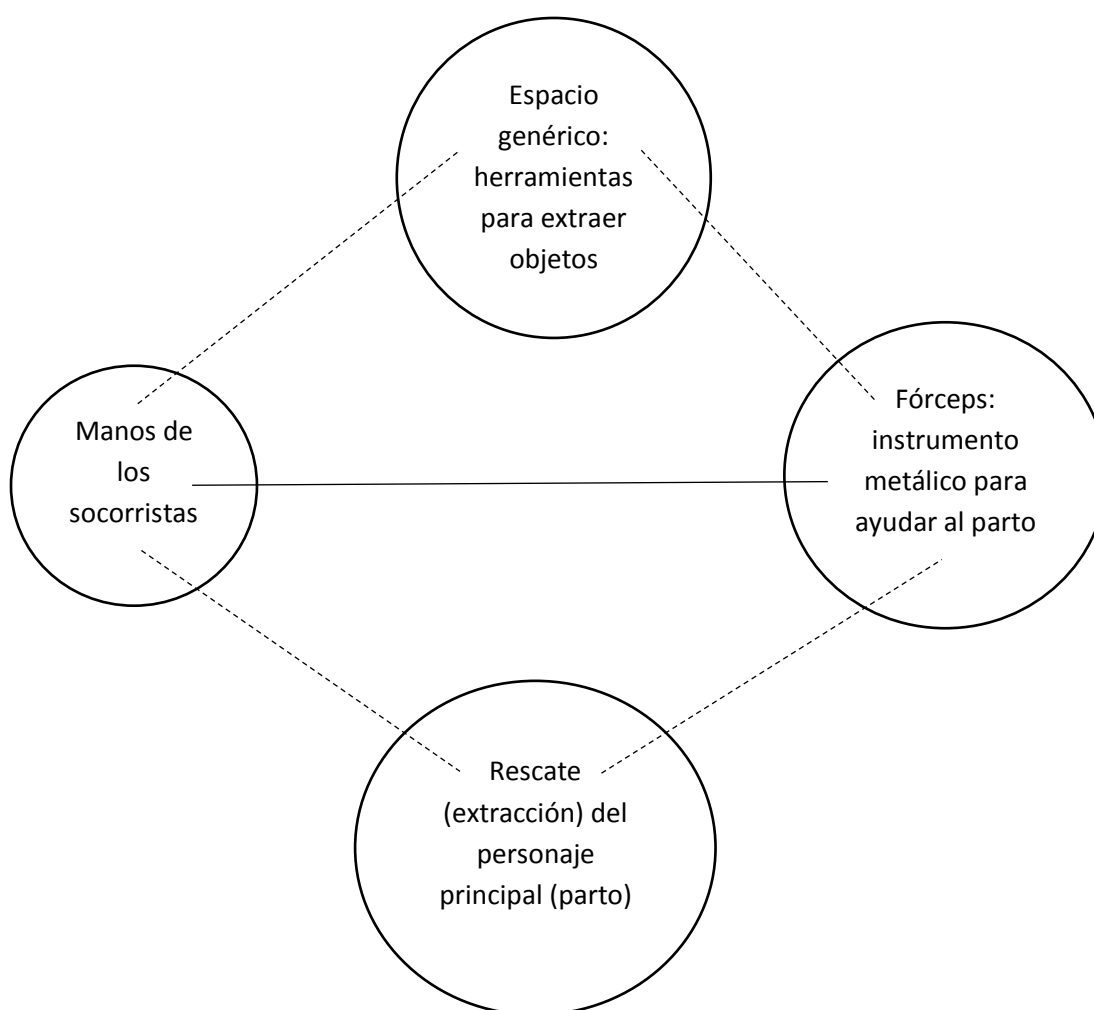 Espacio
genérico:
herramientas
para extraer
objetos
Manos de
los
socorristas
Fórceps:
instrumento
metálico para
ayudar al parto
Rescate
(extracción) del
personaje
principal (parto)